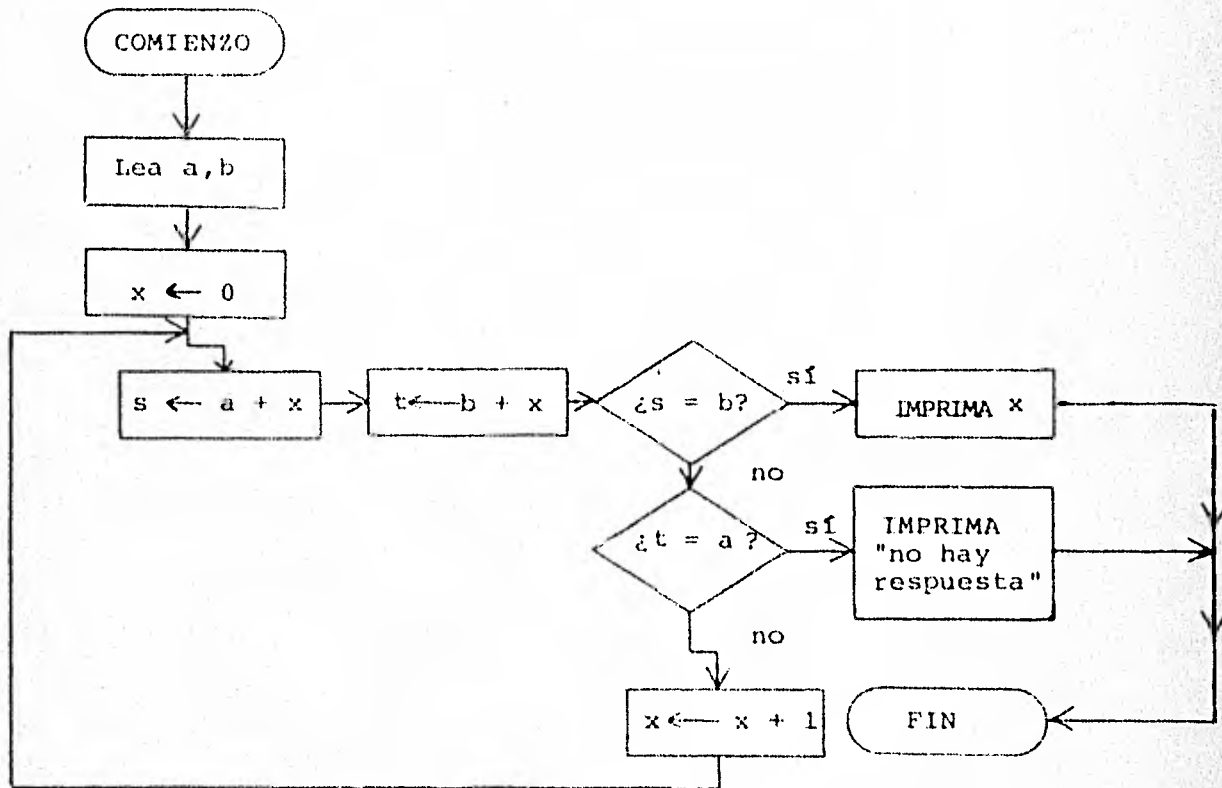 COMIENZO
Lea a,b
x ← 0
s ← a + x
t ← b + x
¿s = b?
sí
IMPRIMA x
no
¿t = a?
sí
IMPRIMA
"no hay
respuesta"
no
x ← x + 1
FIN